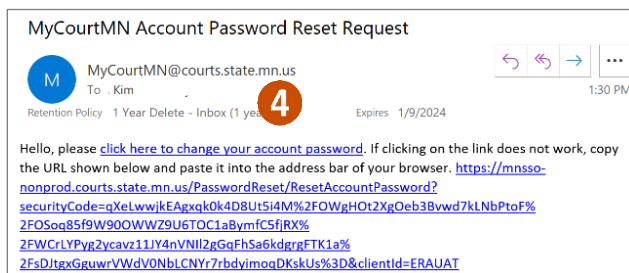 MyCourtMN Account Password Reset Request
M
MyCourtMN@courts.state.mn.us
To Kim
1:30 PM
Retention Policy 1 Year Delete - Inbox (1 yea
4
Expires 1/9/2024
Hello, please click here to change your account password. If clicking on the link does not work, copy
the URL shown below and paste it into the address bar of your browser. https://mnsso-
nonprod.courts.state.mn.us/PasswordReset/ResetAccountPassword?
securityCode=qXeLwwjkEAgxqk0k4D8Ut5i4M%2FOWgHOt2XgOeb3Bvwd7kLNbPtoF%
2FOSoq85f9W90OWWZ9U6TOC1aBymfC5fjRX%
2FWCrLYPyg2ycavz11JY4nVNIl2gGqFhSa6kdgrgFTK1a%
2FsDJtgxGguwrVWdV0NbLCNYr7rbdyimoqDKskUs%3D&clientId=ERAUAT